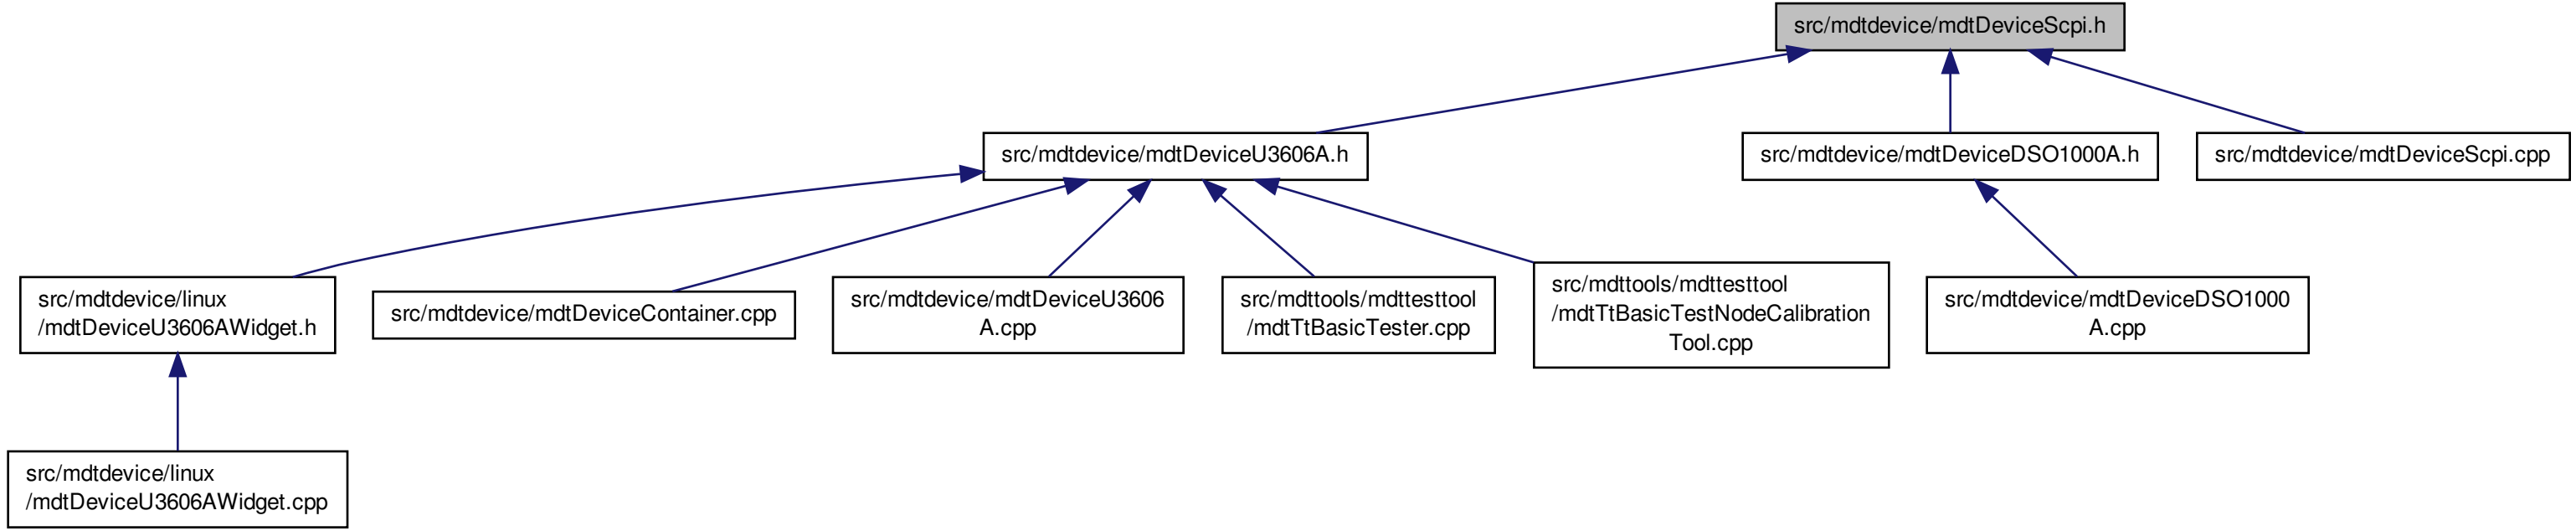 src/mdtdevice/mdtDeviceScpi.h
src/mdtdevice/mdtDeviceU3606A.h
src/mdtdevice/mdtDeviceDSO1000A.h
src/mdtdevice/mdtDeviceScpi.cpp
src/mdtdevice/linux
/mdtDeviceU3606AWidget.h
src/mdtdevice/mdtDeviceContainer.cpp
src/mdtdevice/mdtDeviceU3606
A.cpp
src/mdttools/mdttesttool
/mdtTtBasicTester.cpp
src/mdttools/mdttesttool
/mdtTtBasicTestNodeCalibration
Tool.cpp
src/mdtdevice/mdtDeviceDSO1000
A.cpp
src/mdtdevice/linux
/mdtDeviceU3606AWidget.cpp